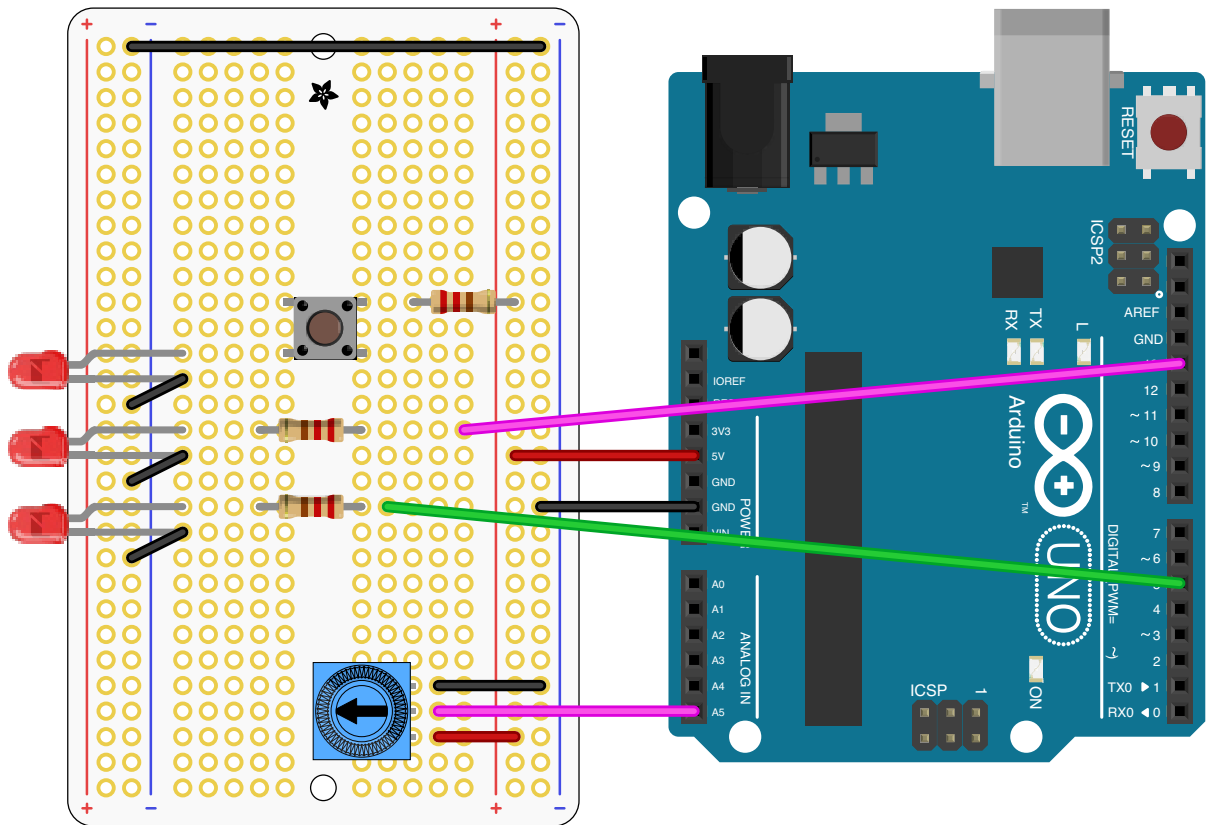 + − + −
RESET
ICSP2
AREF
GND
RX
TX
L
IOREF
3V3
5V
GND
GND
VIN
POWER
Arduino
TM
UNO
12
~11
~10
~9
8
DIGITAL (PWM= ~)
7
~6
4
~3
2
TX0 ▶ 1
RX0 ◀ 0
A0
A1
A2
A3
A4
A5
ANALOG IN
ICSP
1
ON
+ − + −